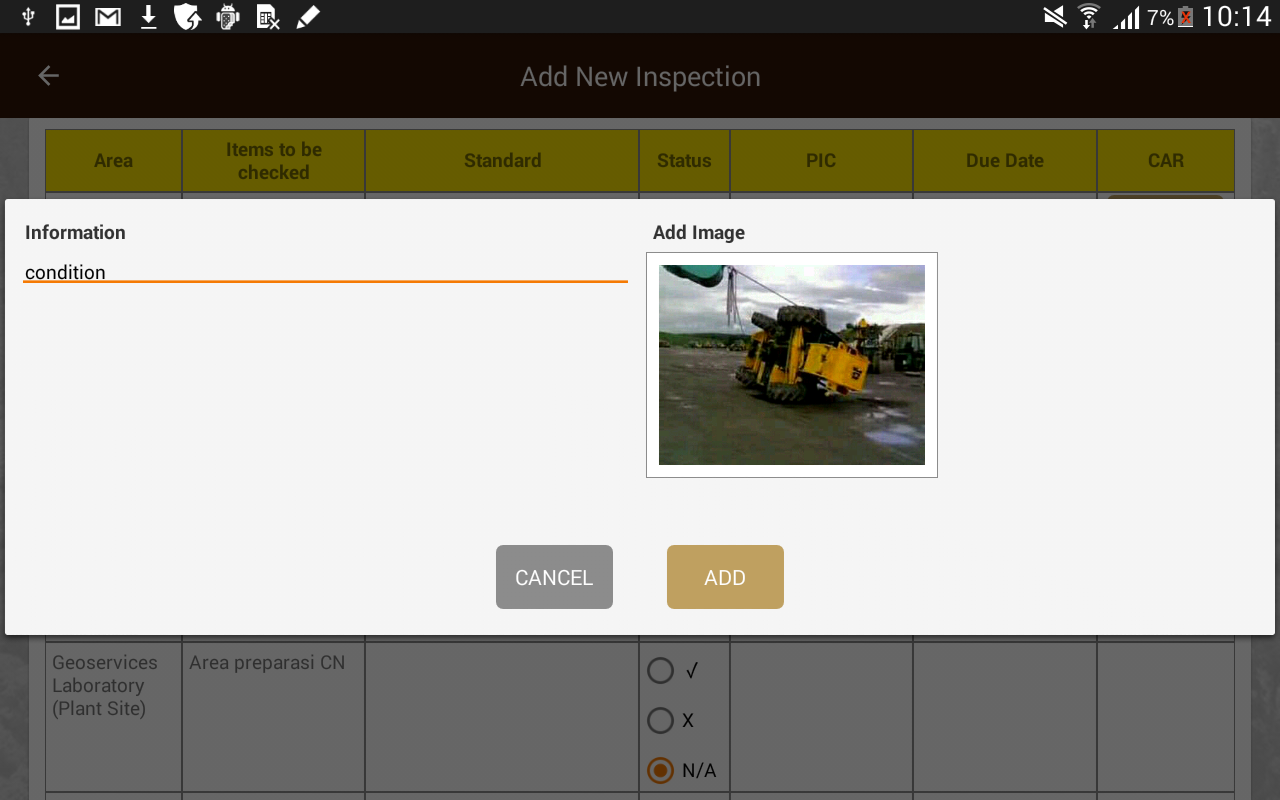 7% 10:14
Add New Inspection
Area
Items to be
checked
Standard
Status
PIC
Due Date
CAR
Information
Add Image
condition
CANCEL
ADD
Geoservices
Laboratory
(Plant Site)
Area preparasi CN
√
X
N/A